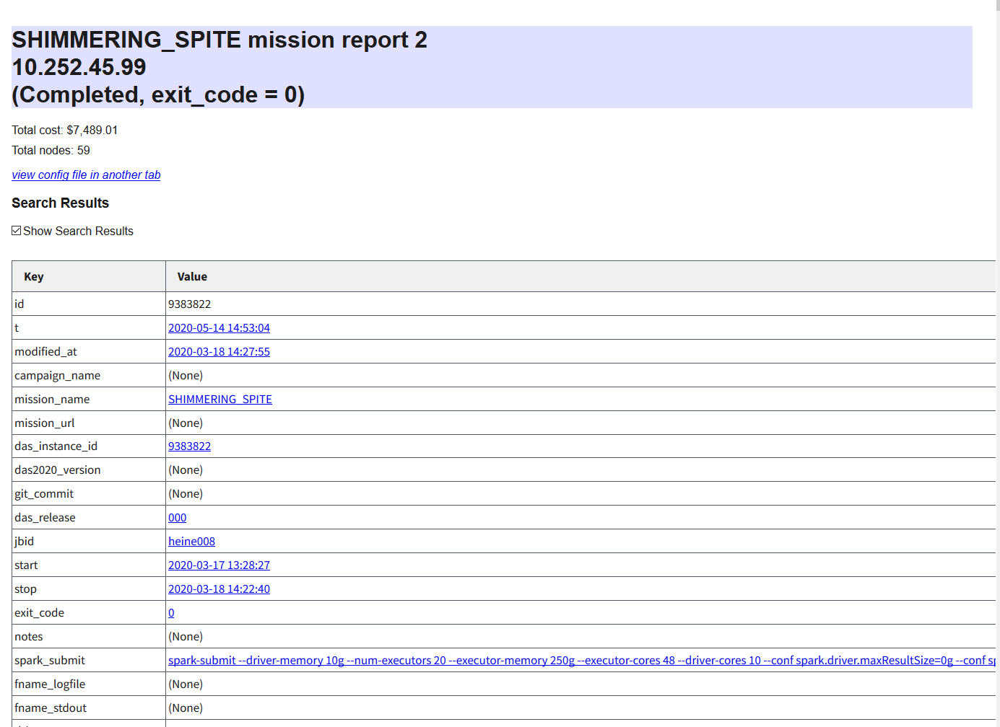 SHIMMERING_SPITE mission report 2
10.252.45.99
(Completed, exit_code = 0)
Total cost: $7,489.01
Total nodes: 59
view config file in another tab
Search Results
Show Search Results
Key Value
id 9383822
t 2020-05-14 14:53:04
modified_at 2020-03-18 14:27:55
campaign_name (None)
mission_name SHIMMERING_SPITE
mission_url (None)
das_instance_id 9383822
das2020_version (None)
git_commit (None)
das_release 000
jbid heine008
start 2020-03-17 13:28:27
stop 2020-03-18 14:22:40
exit_code 0
notes (None)
spark_submit spark-submit --driver-memory 10g --num-executors 20 --executor-memory 250g --executor-cores 48 --driver-cores 10 --conf spark.driver.maxResultSize=0g --conf
fname_logfile (None)
fname_stdout (None)